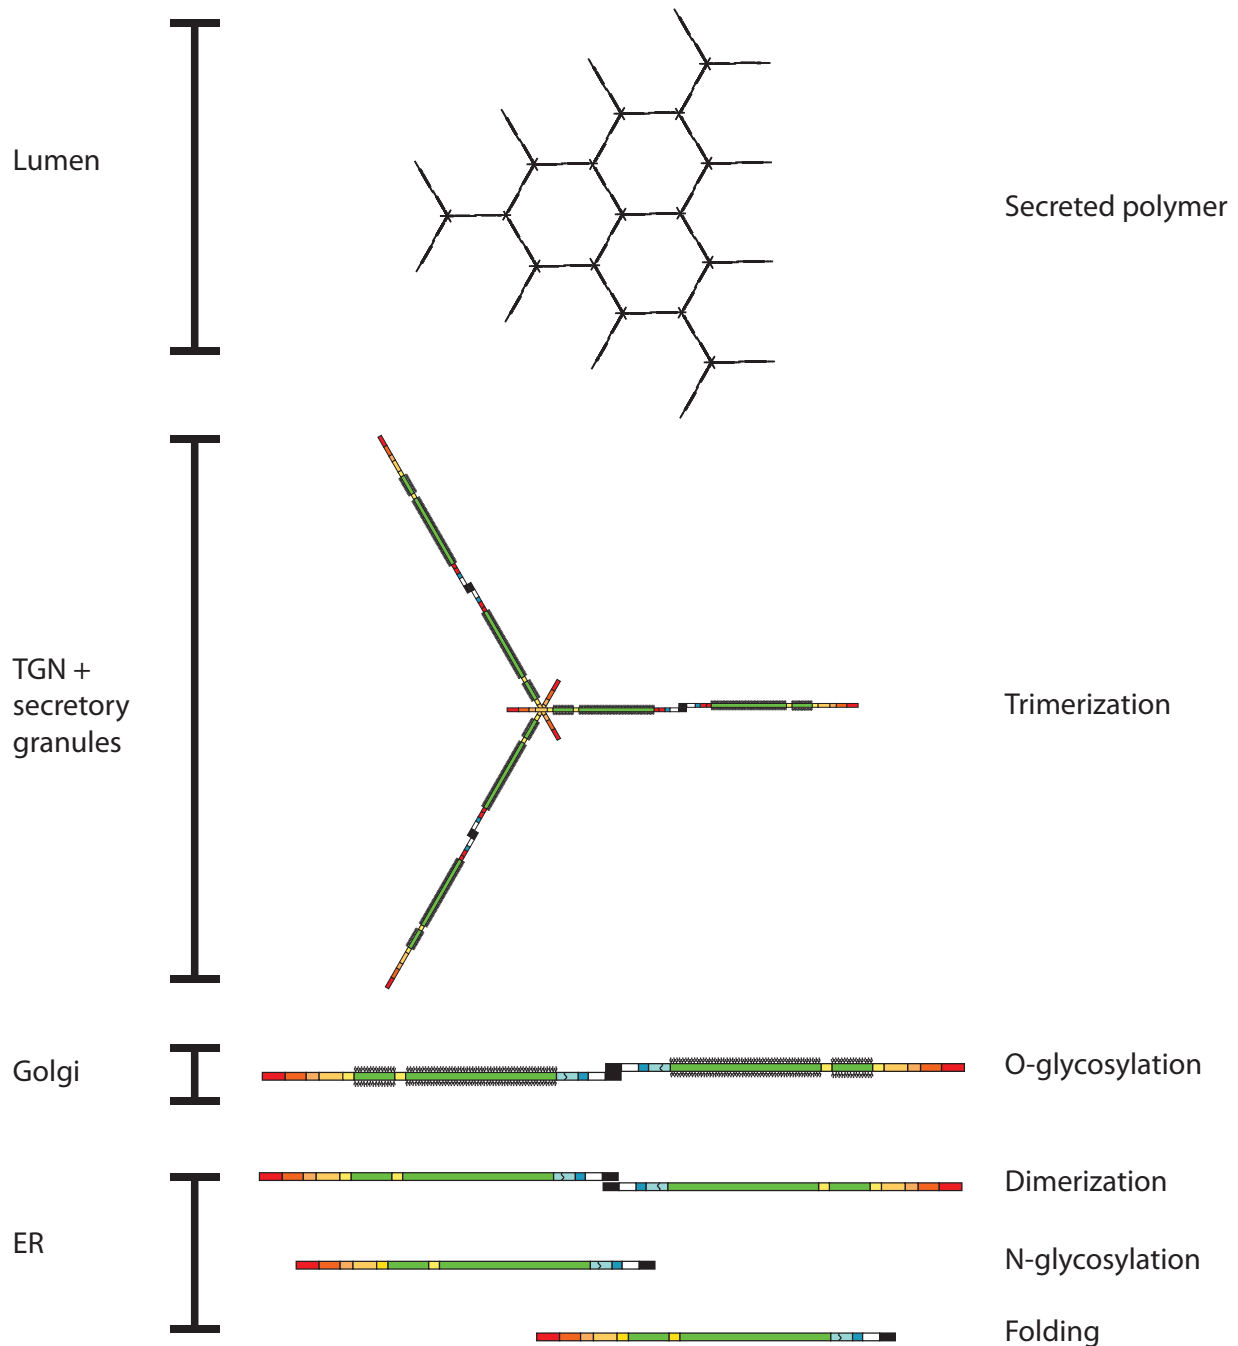 Lumen
Secreted polymer
TGN +
secretory
granules
Trimerization
Golgi
O-glycosylation
Dimerization
ER
N-glycosylation
Folding